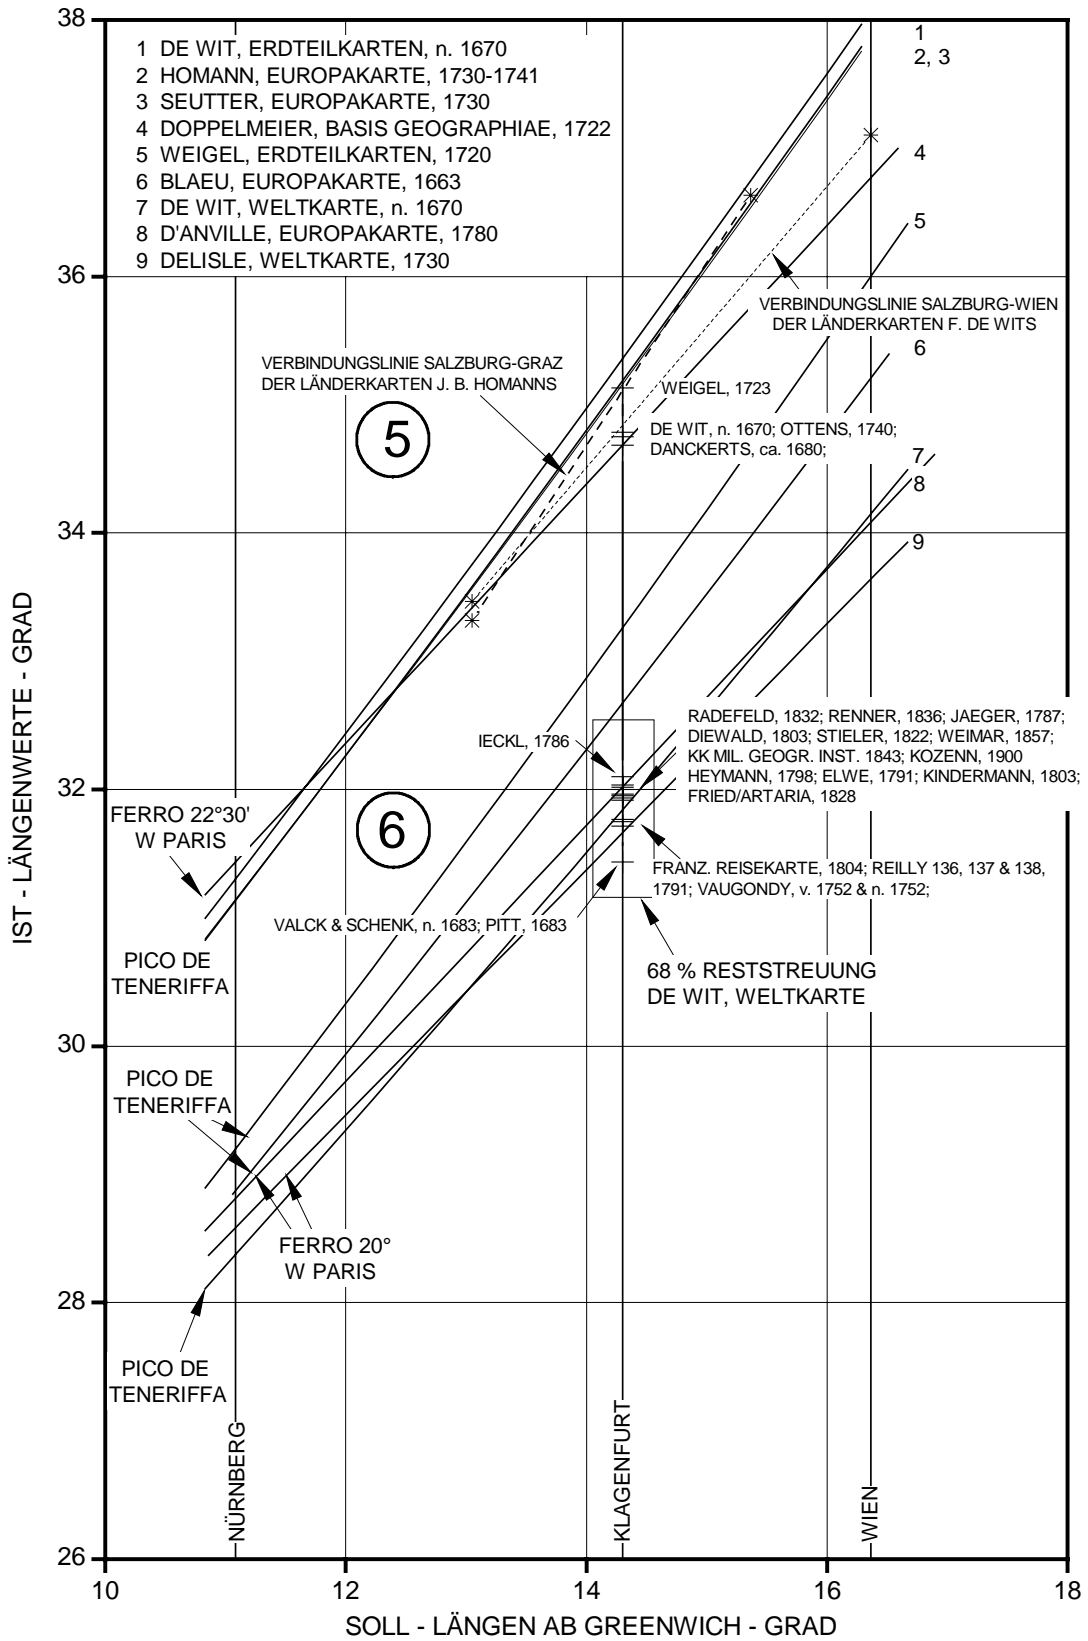 38
1 DE WIT, ERDTEILKARTEN, n. 1670
2 HOMANN, EUROPAKARTE, 1730-1741
3 SEUTTER, EUROPAKARTE, 1730
4 DOPPELMEIER, BASIS GEOGRAPHIAE, 1722
5 WEIGEL, ERDTEILKARTEN, 1720
6 BLAEU, EUROPAKARTE, 1663
7 DE WIT, WELTKARTE, n. 1670
8 D'ANVILLE, EUROPAKARTE, 1780
9 DELISLE, WELTKARTE, 1730
1
2, 3
4
5
36
VERBINDUNGSLINIE SALZBURG-WIEN
DER LÄNDERKARTEN F. DE WITS
6
VERBINDUNGSLINIE SALZBURG-GRAZ
DER LÄNDERKARTEN J. B. HOMANNS
WEIGEL, 1723
5
DE WIT, n. 1670; OTTENS, 1740;
DANCKERTS, ca. 1680;
7
8
34
9
IST - LÄNGENWERTE - GRAD
RADEFELD, 1832; RENNER, 1836; JAEGER, 1787;
DIEWALD, 1803; STIELER, 1822; WEIMAR, 1857;
KK MIL. GEOGR. INST. 1843; KOZENN, 1900
HEYMANN, 1798; ELWE, 1791; KINDERMANN, 1803;
FRIED/ARTARIA, 1828
IECKL, 1786
32
FERRO 22°30'
W PARIS
6
FRANZ. REISEKARTE, 1804; REILLY 136, 137 & 138,
1791; VAUGONDY, v. 1752 & n. 1752;
VALCK & SCHENK, n. 1683; PITT, 1683
PICO DE
TENERIFFA
68 % RESTSTREUUNG
DE WIT, WELTKARTE
30
PICO DE
TENERIFFA
FERRO 20°
W PARIS
28
PICO DE
TENERIFFA
NÜRNBERG
KLAGENFURT
WIEN
26
10
12
14
16
18
SOLL - LÄNGEN AB GREENWICH - GRAD